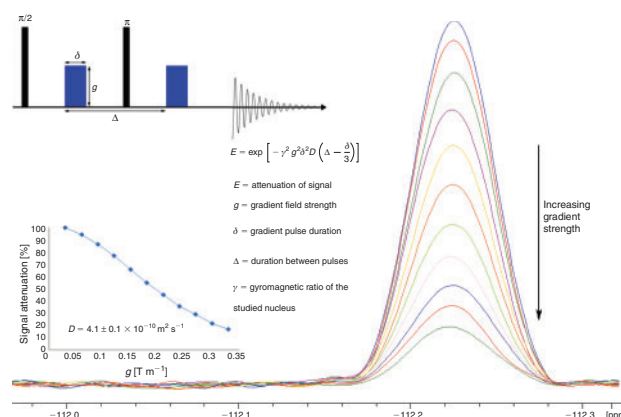 π/2
π
δ
g
Δ
E = exp [ − γ² g² δ² D ( Δ − δ/3 ) ]
E = attenuation of signal
g = gradient field strength
δ = gradient pulse duration
Δ = duration between pulses
γ = gyromagnetic ratio of the
studied nucleus
Increasing
gradient
strength
Signal attenuation [%]
100
90
80
70
60
50
40
30
20
10
0
D = 4.1 ± 0.1 × 10⁻¹⁰ m² s⁻¹
0 0.05 0.1 0.15 0.2 0.25 0.3 0.35
g [T m⁻¹]
−112.0 −112.1 −112.2 −112.3